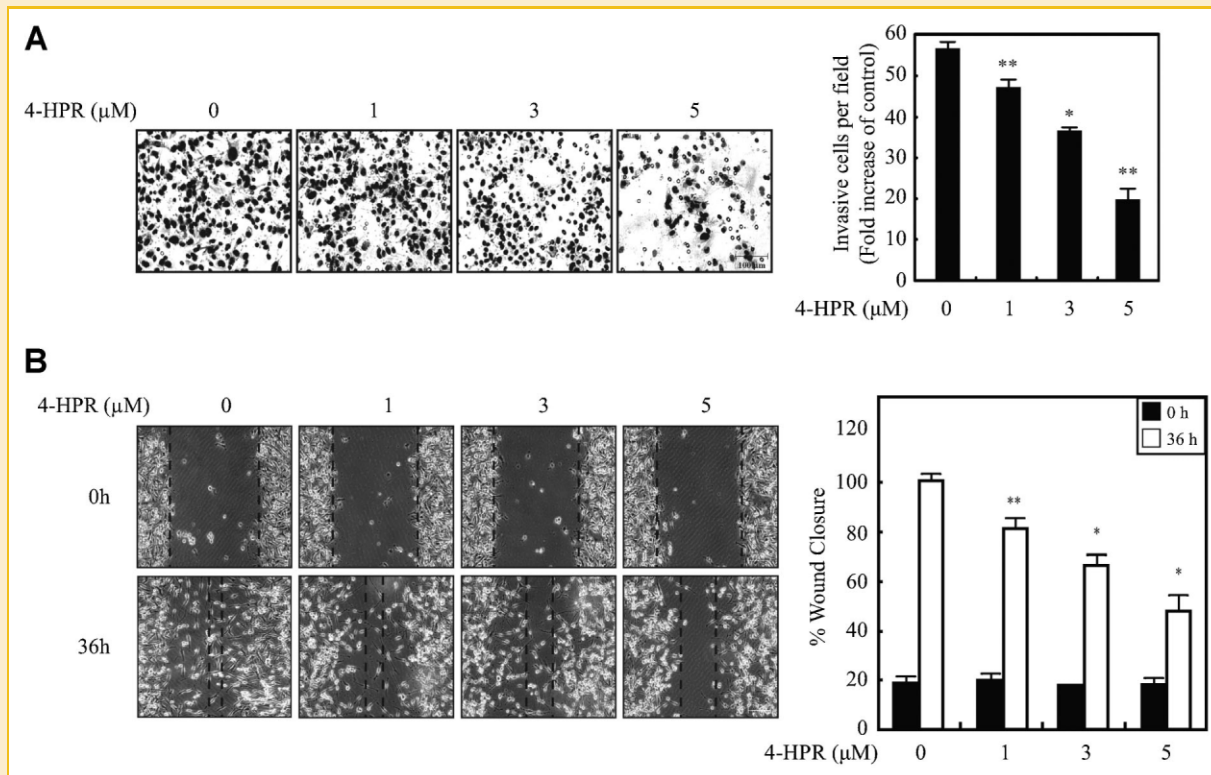 A
4-HPR (μM) 0 1 3 5
100 μm
Invasive cells per field
(Fold increase of control)
60
50
40
30
20
10
0
** * **
4-HPR (μM) 0 1 3 5
B
4-HPR (μM) 0 1 3 5
0h
36h
% Wound Closure
120
100
80
60
40
20
0
0 h
36 h
** * *
4-HPR (μM) 0 1 3 5